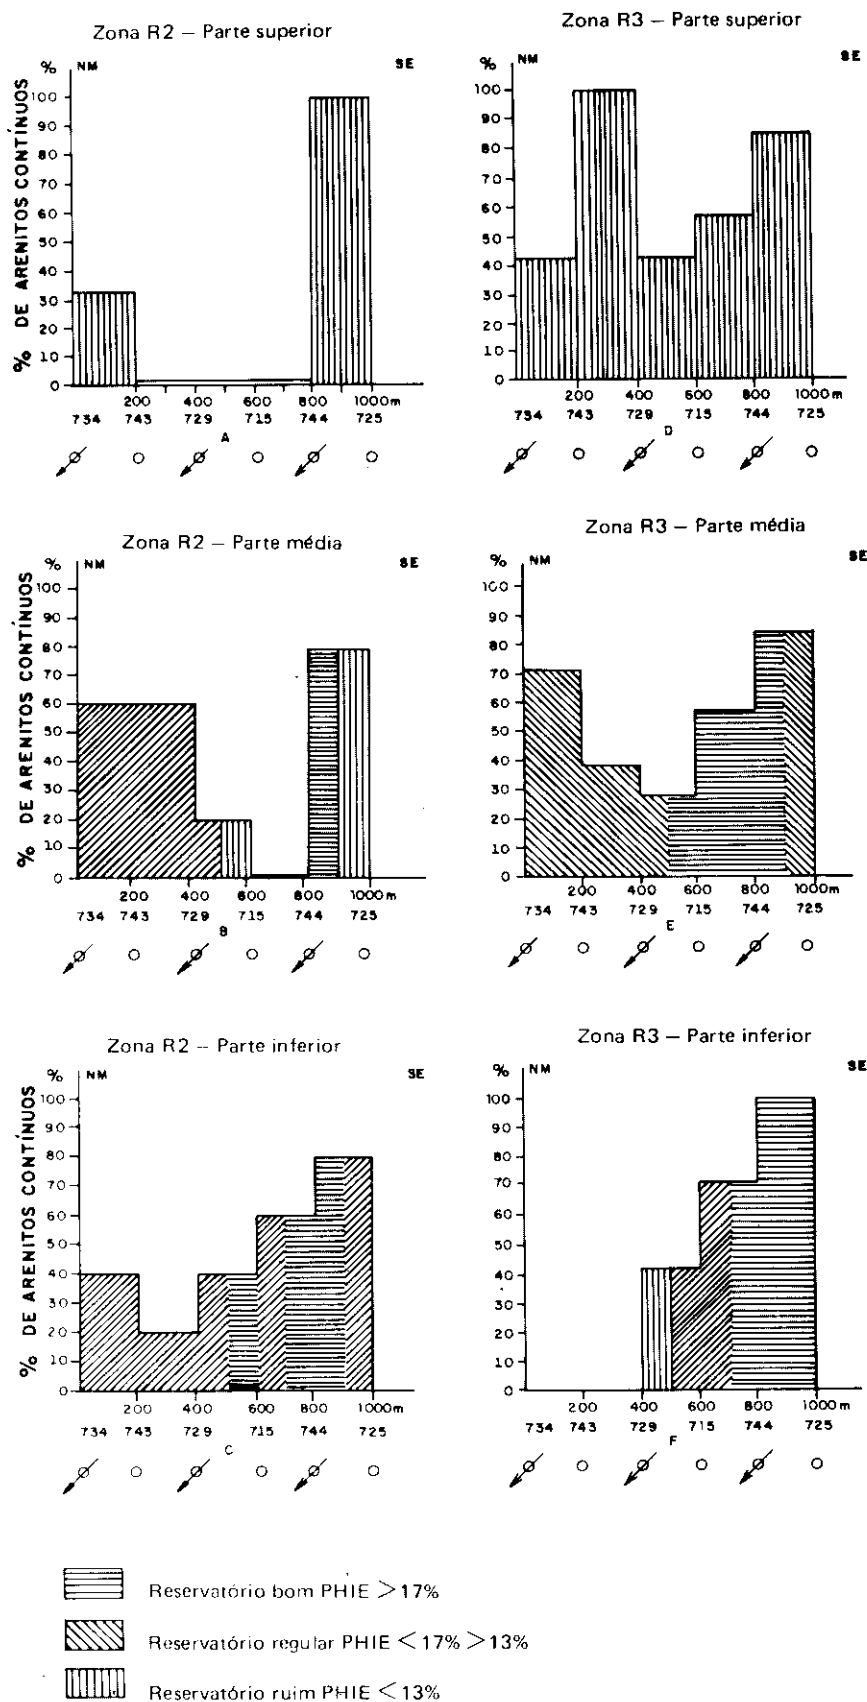 Zona R2 – Parte superior
% NM SE
% DE ARENITOS CONTÍNUOS
100
90
80
70
60
50
40
30
20
10
0
200 400 600 800 1000m
734 743 729 715 744 725
A
Zona R3 – Parte superior
% NM SE
100
90
80
70
60
50
40
30
20
10
0
200 400 600 800 1000m
734 743 729 715 744 725
D
Zona R2 – Parte média
% NM SE
% DE ARENITOS CONTÍNUOS
100
90
80
70
60
50
40
30
20
10
0
200 400 600 800 1000m
734 743 729 715 744 725
B
Zona R3 – Parte média
% NM SE
100
90
80
70
60
50
40
30
20
10
0
200 400 600 800 1000m
734 743 729 715 744 725
E
Zona R2 – Parte inferior
% NM SE
% DE ARENITOS CONTÍNUOS
100
90
80
70
60
50
40
30
20
10
0
200 400 600 800 1000m
734 743 729 715 744 725
C
Zona R3 – Parte inferior
% NM SE
100
90
80
70
60
50
40
30
20
10
0
200 400 600 800 1000m
734 743 729 715 744 725
F
Reservatório bom PHIE >17%
Reservatório regular PHIE <17% >13%
Reservatório ruim PHIE <13%